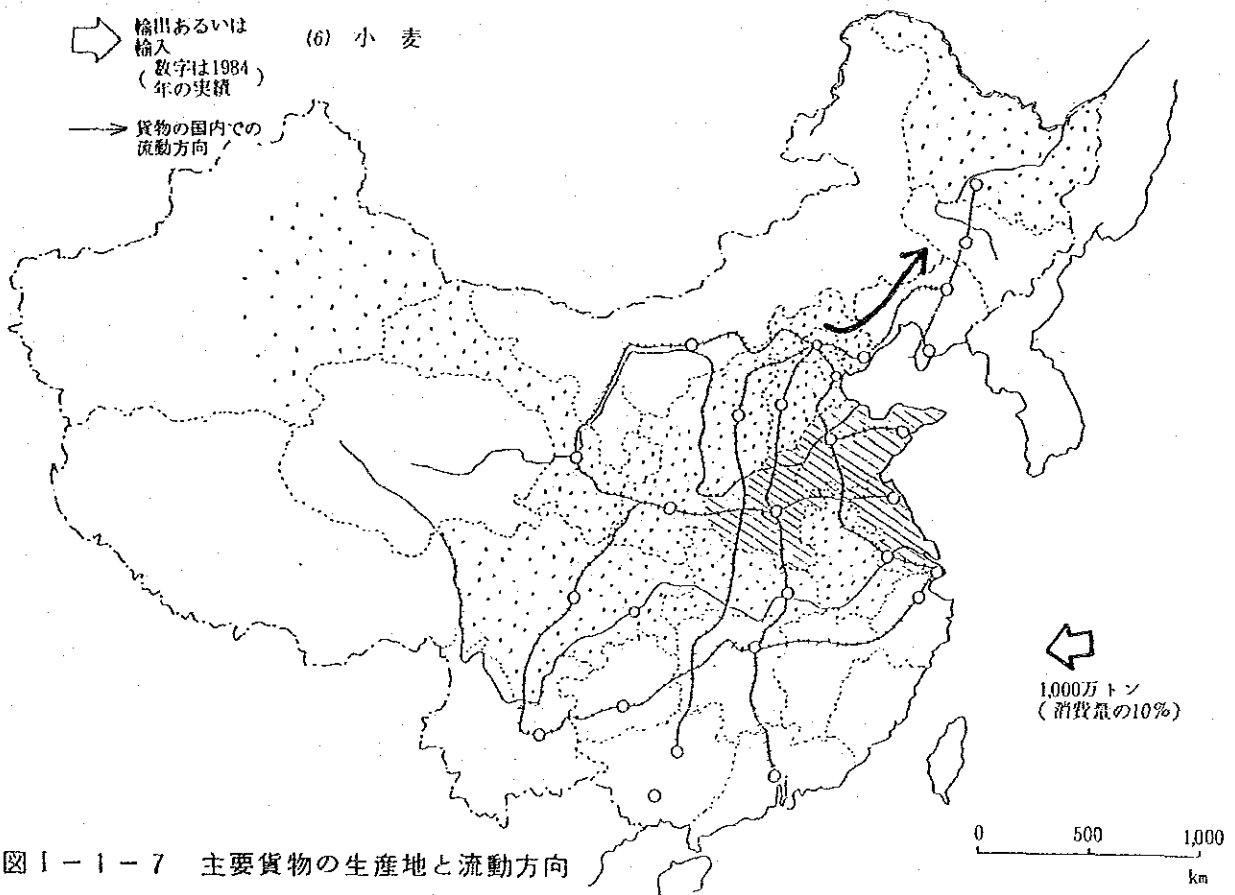 輸出あるいは
輸入
(数字は1984
年の実績)
(6) 小 麦
貨物の国内での
流動方向
1,000万トン
(消費量の10%)
0 500 1,000
km
図 I-1-7 主要貨物の生産地と流動方向